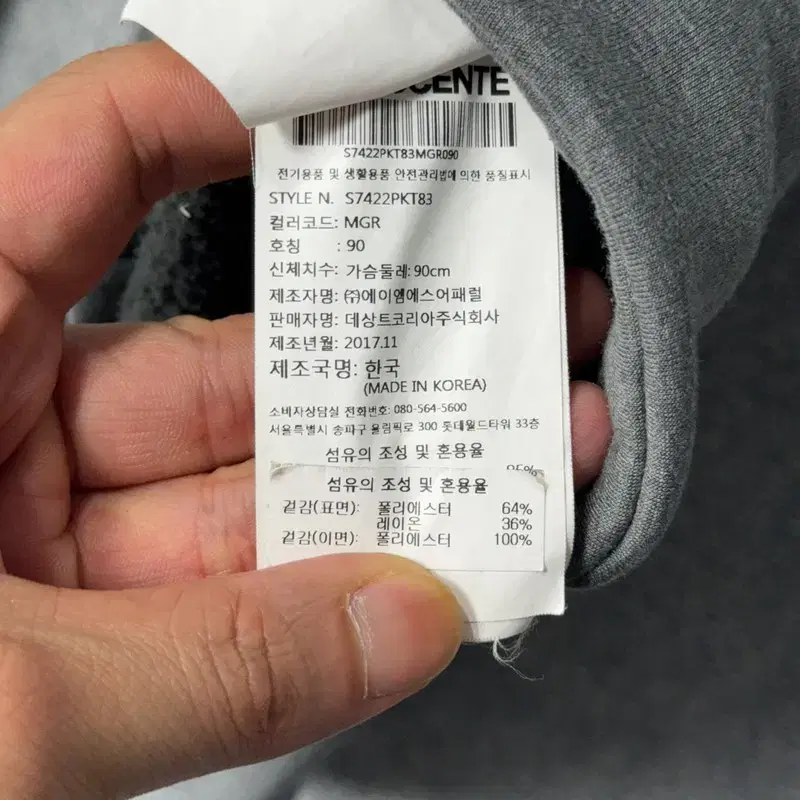 CENTE
S7422PKT83MGR090
전기용품 및 생활용품 안전관리법에 의한 품질표시
STYLE N. S7422PKT83
컬러코드: MGR
호칭 : 90
신체치수: 가슴둘레: 90cm
제조자명: ㈜에이엠에스어패럴
판매자명: 데상트코리아주식회사
제조년월: 2017.11
제조국명: 한국
(MADE IN KOREA)
소비자상담실 전화번호: 080-564-5600
서울특별시 송파구 올림픽로 300 롯데월드타워 33층
섬유의 조성 및 혼용율
섬유의 조성 및 혼용율
겉감(표면): 폴리에스터 64%
레이온 36%
겉감(이면): 폴리에스터 100%